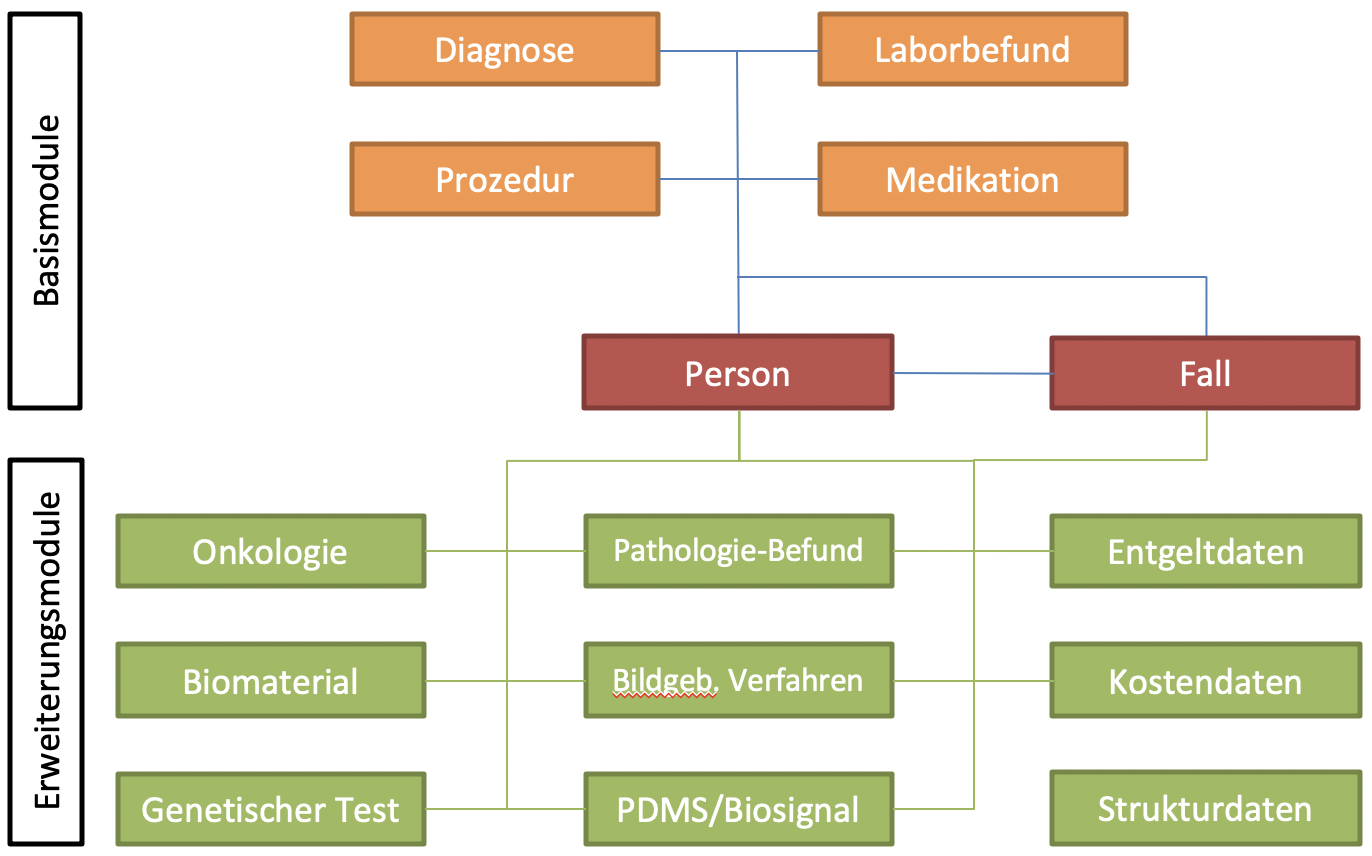 Basismodule
Diagnose
Laborbefund
Prozedur
Medikation
Person
Fall
Erweiterungsmodule
Onkologie
Pathologie-Befund
Entgeltdaten
Biomaterial
Bildgeb. Verfahren
Kostendaten
Genetischer Test
PDMS/Biosignal
Strukturdaten